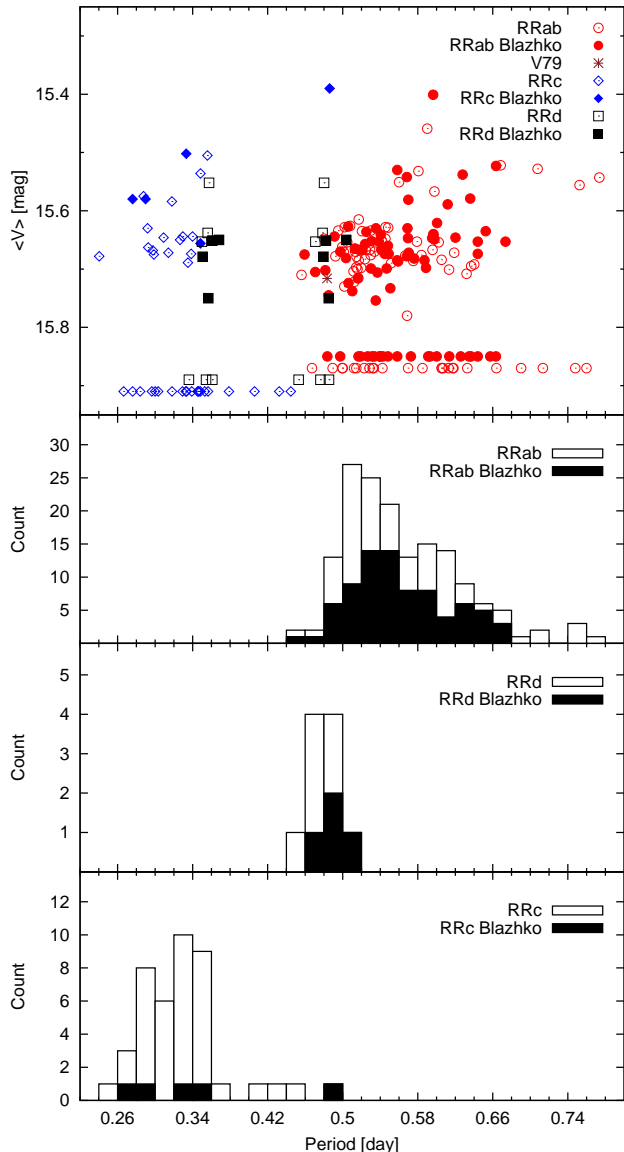 RRab
RRab Blazhko
V79
RRc
RRc Blazhko
RRd
RRd Blazhko
<V> [mag]
15.4
15.6
15.8
RRab
RRab Blazhko
Count
30
25
20
15
10
5
RRd
RRd Blazhko
Count
5
4
3
2
1
RRc
RRc Blazhko
Count
12
10
8
6
4
2
0
0.26 0.34 0.42 0.5 0.58 0.66 0.74
Period [day]